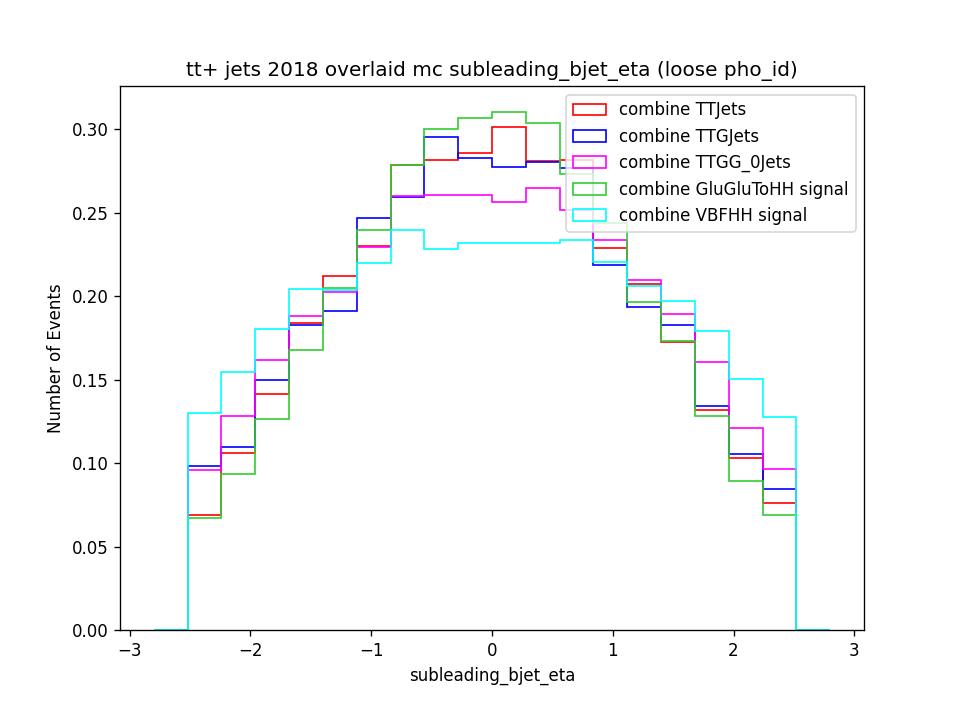 tt+ jets 2018 overlaid mc subleading_bjet_eta (loose pho_id)
combine TTJets
combine TTGJets
combine TTGG_0Jets
combine GluGluToHH signal
combine VBFHH signal
Number of Events
0.30
0.25
0.20
0.15
0.10
0.05
0.00
−3 −2 −1 0 1 2 3
subleading_bjet_eta